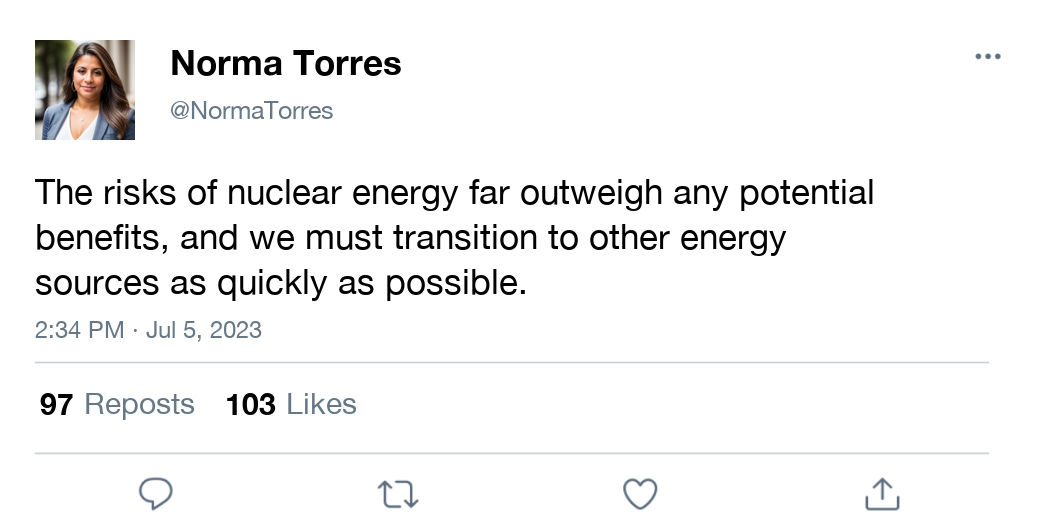 Norma Torres
@NormaTorres
The risks of nuclear energy far outweigh any potential
benefits, and we must transition to other energy
sources as quickly as possible.
2:34 PM · Jul 5, 2023
97 Reposts 103 Likes